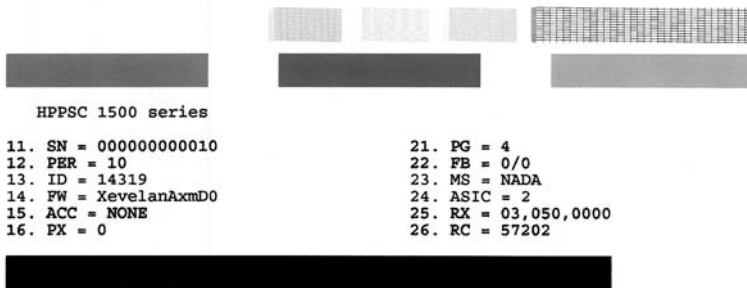 HPPSC 1500 series
11. SN = 000000000010
12. PER = 10
13. ID = 14319
14. FW = XevelanAxmD0
15. ACC = NONE
16. PX = 0
21. PG = 4
22. FB = 0/0
23. MS = NADA
24. ASIC = 2
25. RX = 03,050,0000
26. RC = 57202